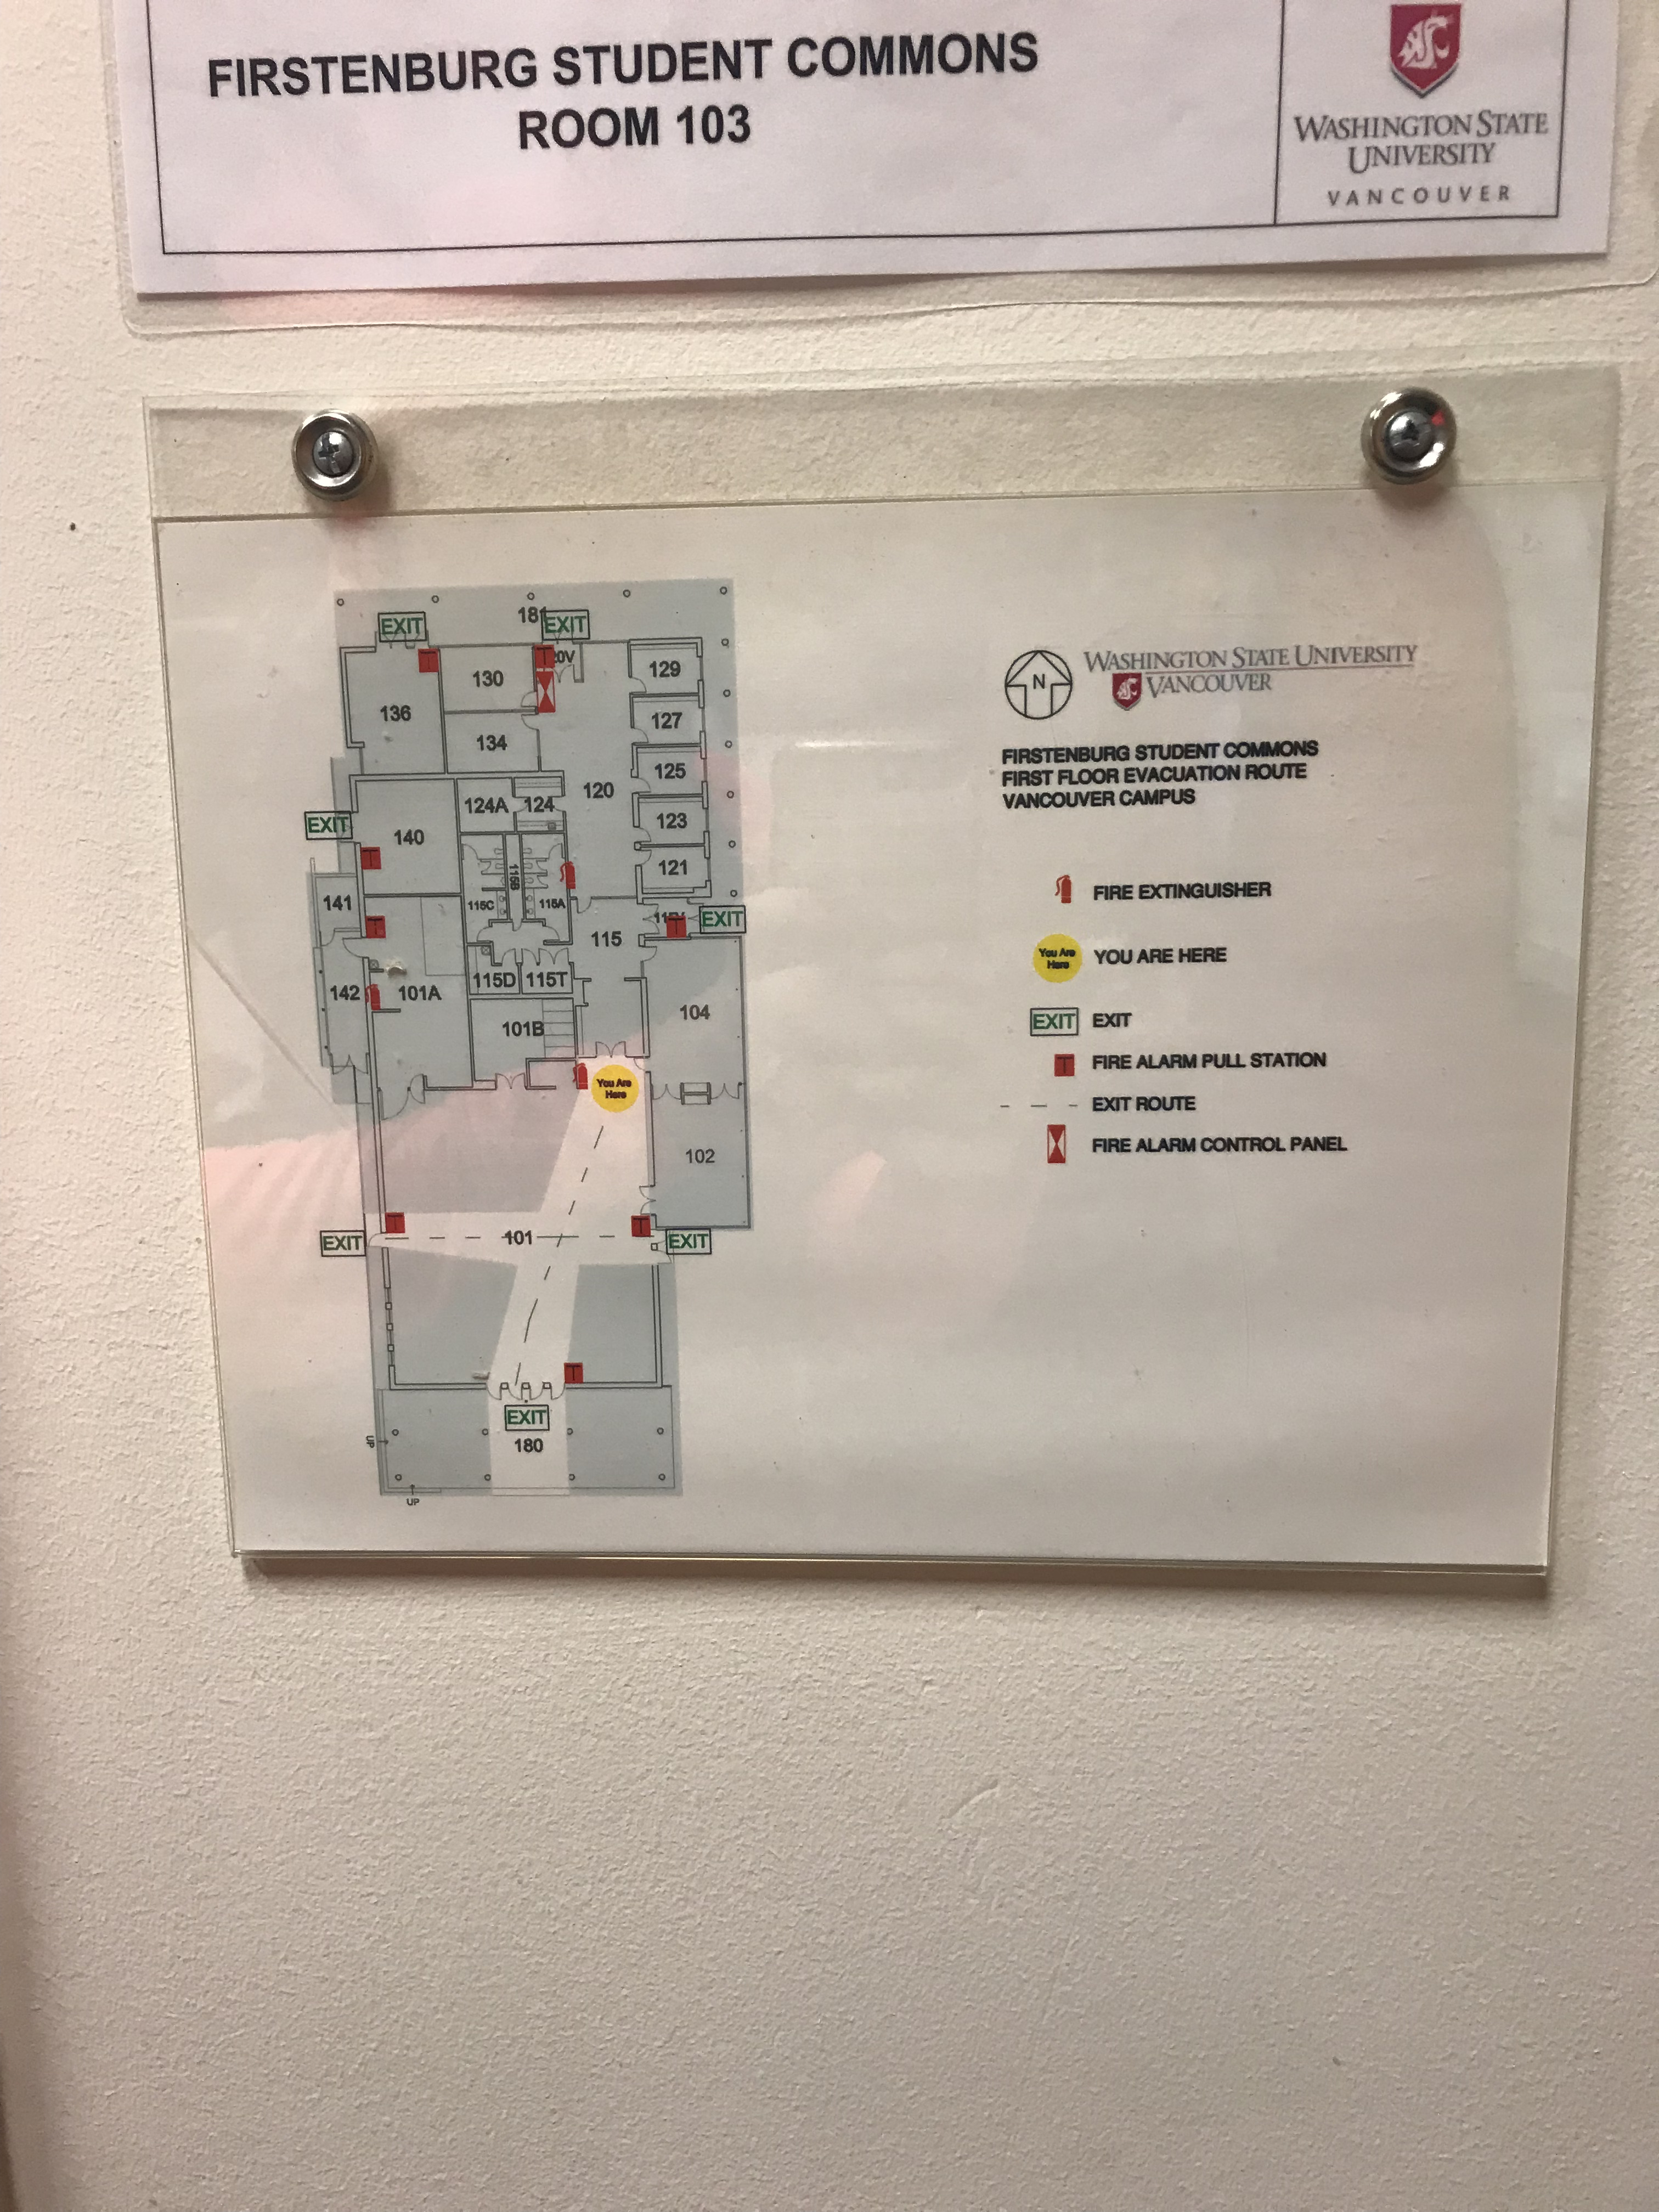 FIRSTENBURG STUDENT COMMONS
ROOM 103
WASHINGTON STATE
UNIVERSITY
VANCOUVER
181
EXIT
EXIT
130
129
136
127
134
125
124A
124
120
EXIT
140
123
115B
121
141
115C
115A
EXIT
115
142
101A
115D
115T
104
101B
You Are
Here
102
EXIT
101
EXIT
EXIT
180
UP
UP
N
WASHINGTON STATE UNIVERSITY
VANCOUVER
FIRSTENBURG STUDENT COMMONS
FIRST FLOOR EVACUATION ROUTE
VANCOUVER CAMPUS
FIRE EXTINGUISHER
You Are
Here
YOU ARE HERE
EXIT EXIT
T FIRE ALARM PULL STATION
EXIT ROUTE
FIRE ALARM CONTROL PANEL